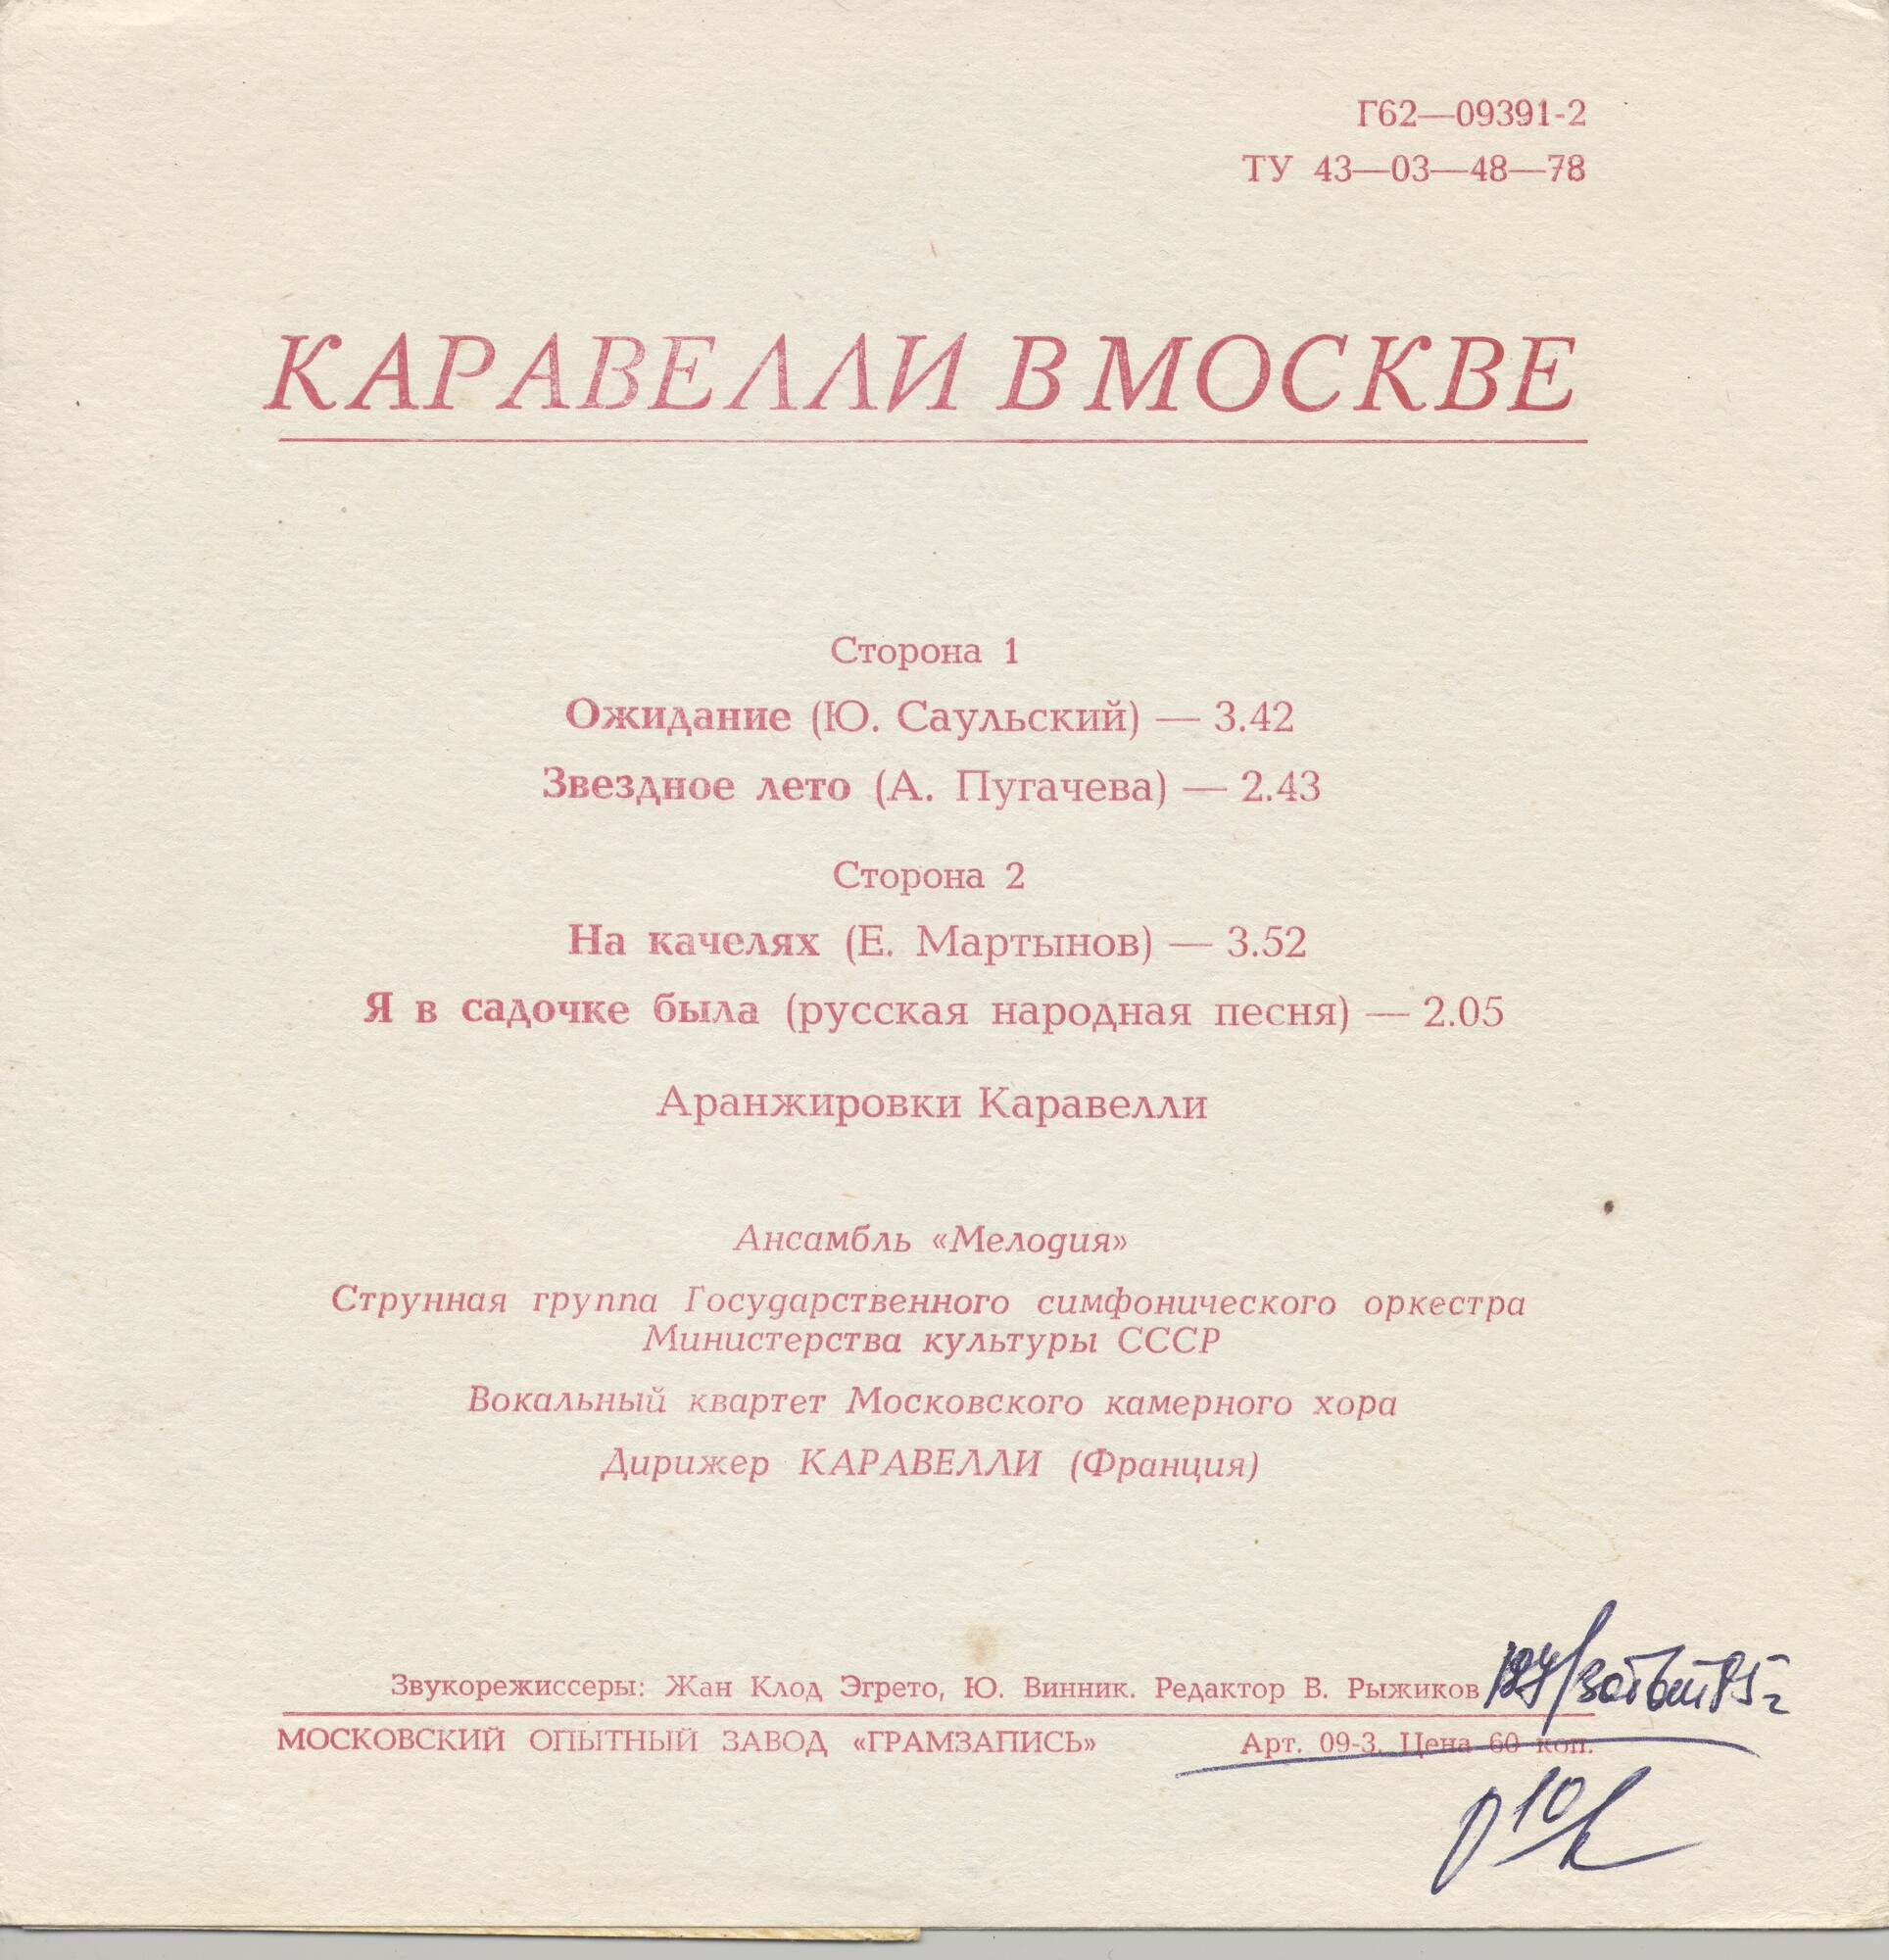 Г62—09391-2
ТУ 43—03—48—78
КАРАВЕЛЛИ В МОСКВЕ
Сторона 1
Ожидание (Ю. Саульский) — 3.42
Звездное лето (А. Пугачева) — 2.43
Сторона 2
На качелях (Е. Мартынов) — 3.52
Я в садочке была (русская народная песня) — 2.05
Аранжировки Каравелли
Ансамбль «Мелодия»
Струнная группа Государственного симфонического оркестра
Министерства культуры СССР
Вокальный квартет Московского камерного хора
Дирижер КАРАВЕЛЛИ (Франция)
Звукорежиссеры: Жан Клод Эгрето, Ю. Винник. Редактор В. Рыжиков
МОСКОВСКИЙ ОПЫТНЫЙ ЗАВОД «ГРАМЗАПИСЬ» Арт. 09-3. Цена 60 коп.
10